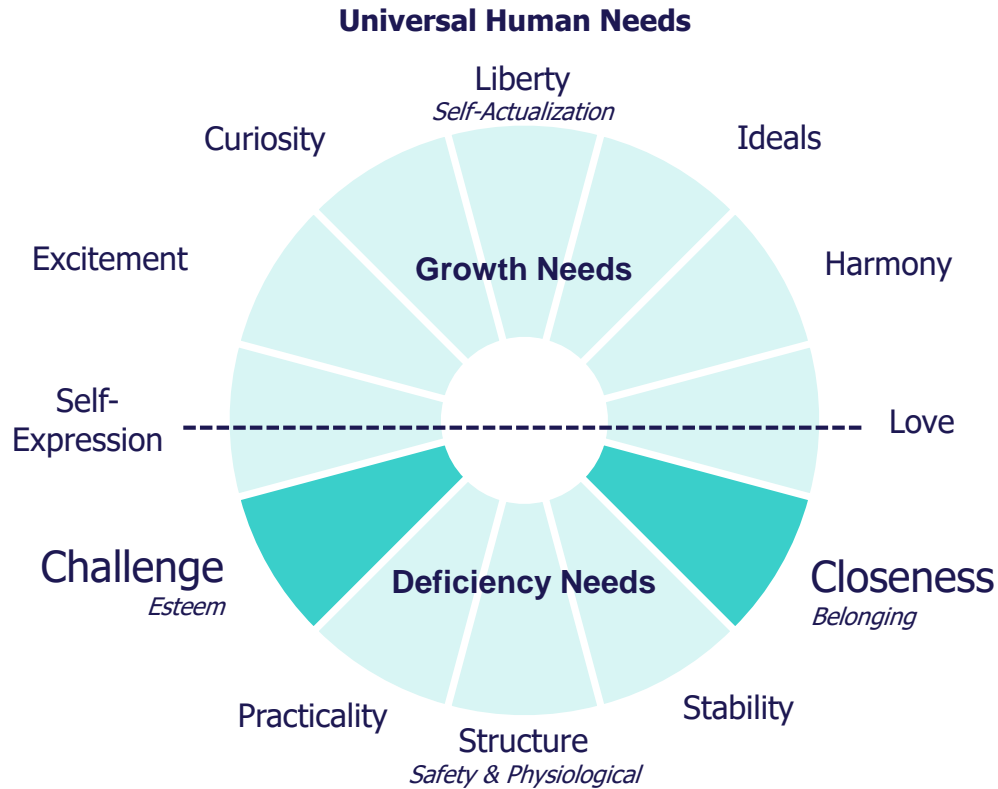 Universal Human Needs
Liberty
Self-Actualization
Curiosity
Ideals
Excitement
Growth Needs
Harmony
Self-
Expression
Love
Challenge
Esteem
Deficiency Needs
Closeness
Belonging
Practicality
Stability
Structure
Safety & Physiological